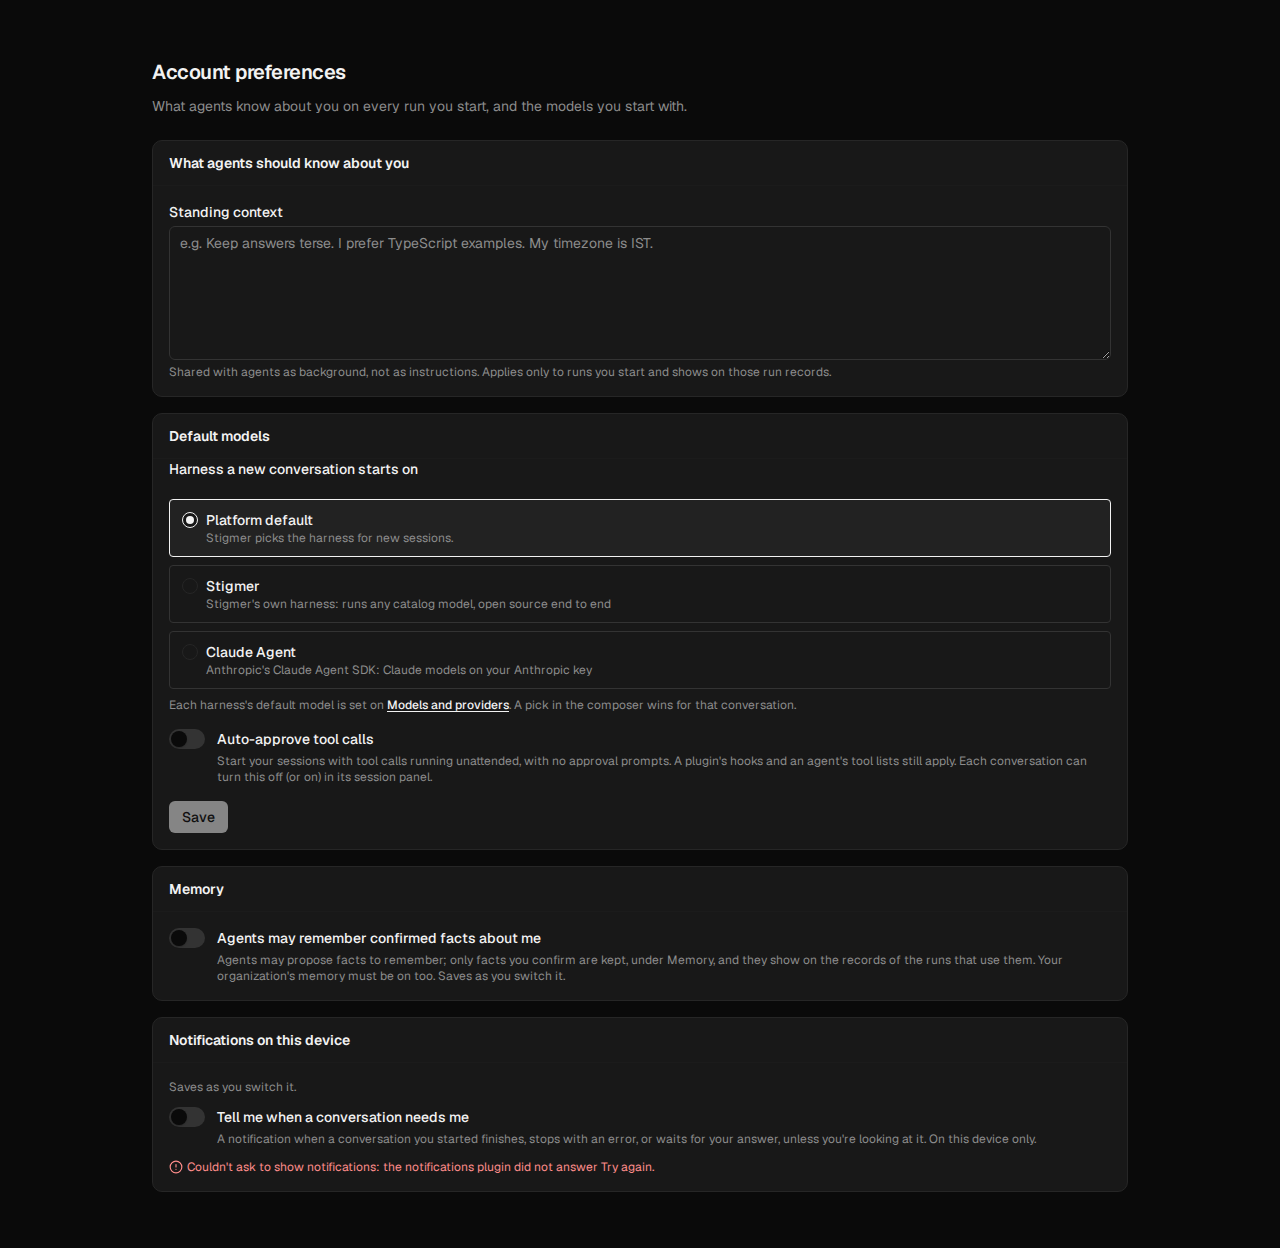 Account preferences
What agents know about you on every run you start, and the models you start with.
What agents should know about you
Standing context
e.g. Keep answers terse. I prefer TypeScript examples. My timezone is IST.
Shared with agents as background, not as instructions. Applies only to runs you start and shows on those run records.
Default models
Harness a new conversation starts on
Platform default
Stigmer picks the harness for new sessions.
Stigmer
Stigmer's own harness: runs any catalog model, open source end to end
Claude Agent
Anthropic's Claude Agent SDK: Claude models on your Anthropic key
Each harness's default model is set on Models and providers. A pick in the composer wins for that conversation.
Auto-approve tool calls
Start your sessions with tool calls running unattended, with no approval prompts. A plugin's hooks and an agent's tool lists still apply. Each conversation can
turn this off (or on) in its session panel.
Save
Memory
Agents may remember confirmed facts about me
Agents may propose facts to remember; only facts you confirm are kept, under Memory, and they show on the records of the runs that use them. Your
organization's memory must be on too. Saves as you switch it.
Notifications on this device
Saves as you switch it.
Tell me when a conversation needs me
A notification when a conversation you started finishes, stops with an error, or waits for your answer, unless you're looking at it. On this device only.
Couldn't ask to show notifications: the notifications plugin did not answer Try again.